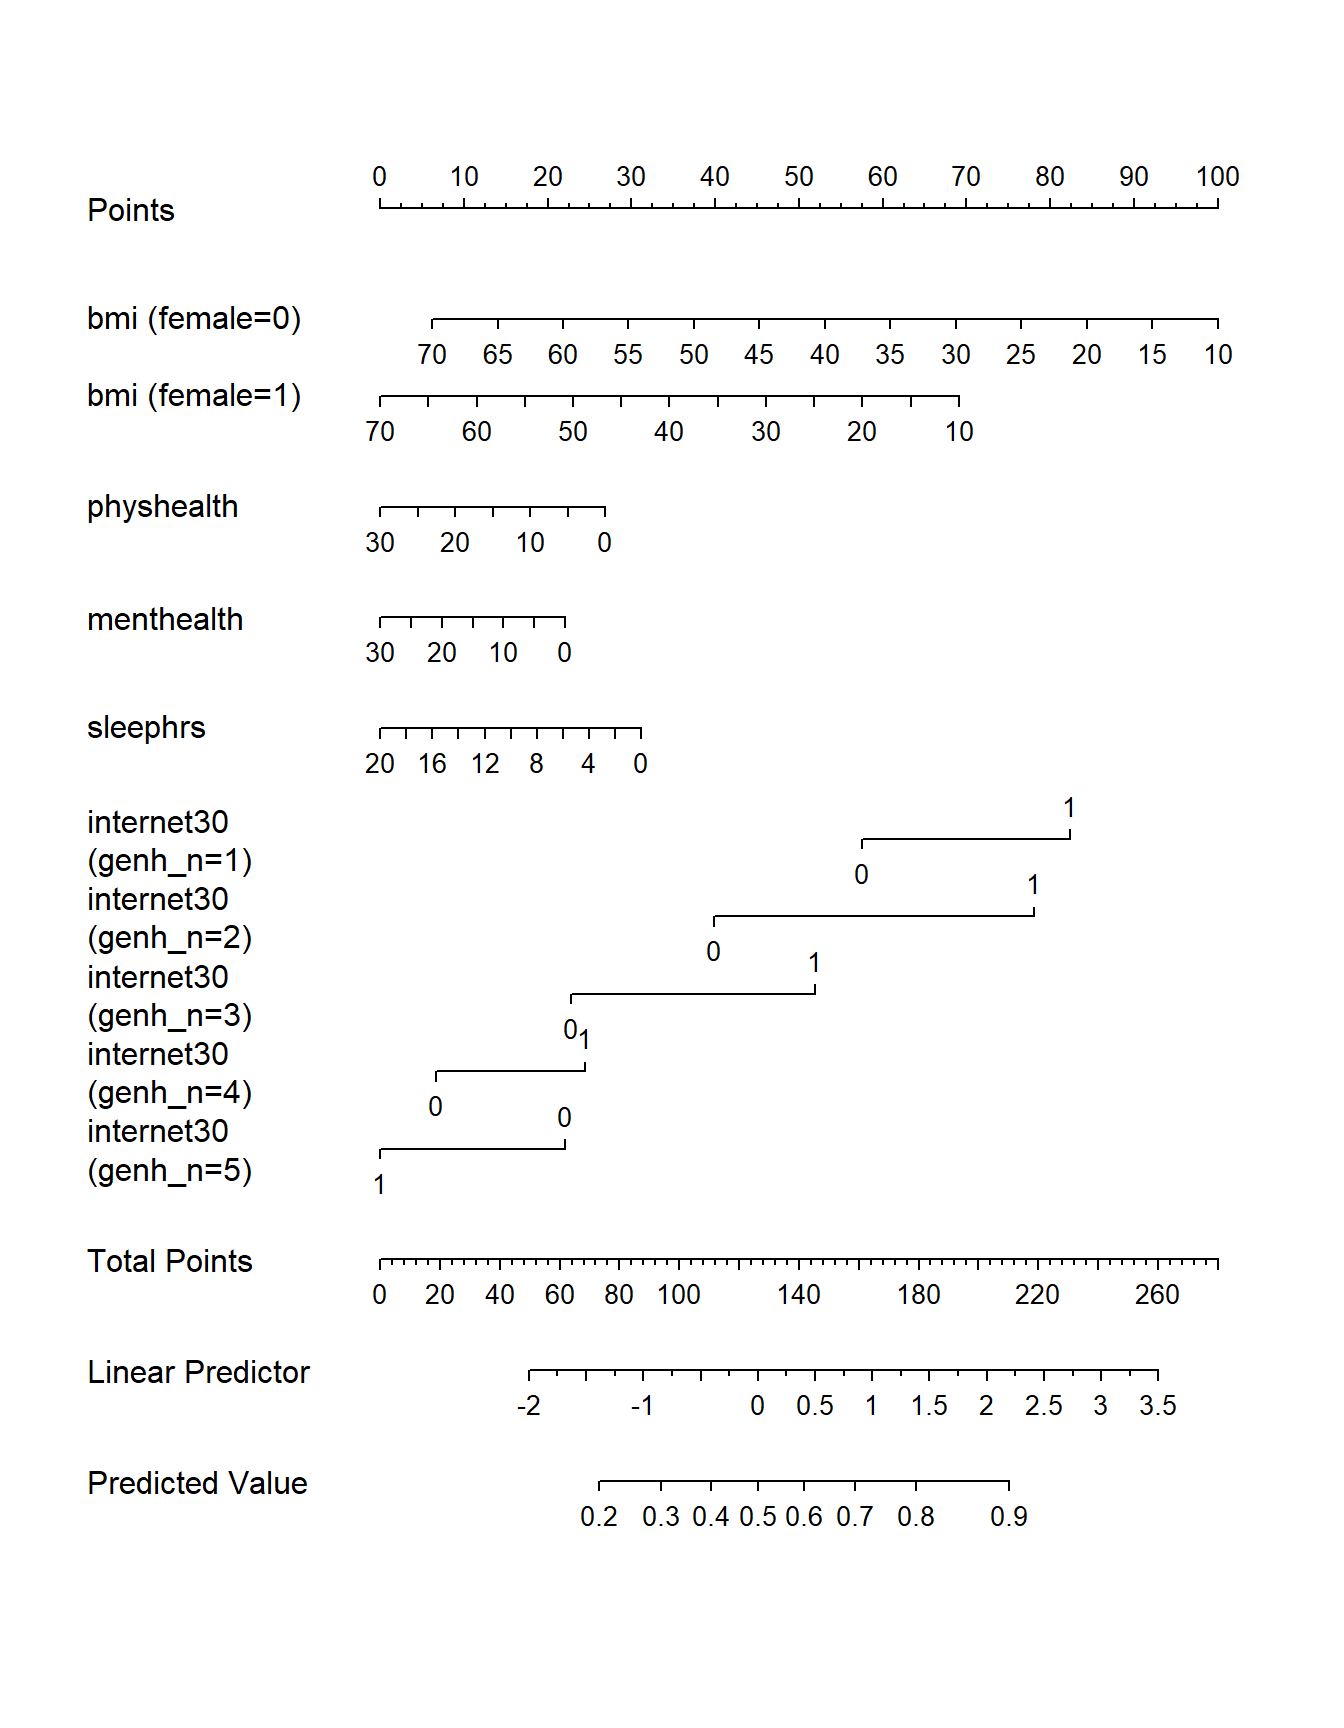 0 10 20 30 40 50 60 70 80 90 100
Points
bmi (female=0)
70 65 60 55 50 45 40 35 30 25 20 15 10
bmi (female=1)
70 60 50 40 30 20 10
physhealth
30 20 10 0
menthealth
30 20 10 0
sleephrs
20 16 12 8 4 0
1
internet30
(genh_n=1)
0
1
internet30
(genh_n=2)
0
1
internet30
(genh_n=3)
0
1
internet30
(genh_n=4)
0
0
internet30
(genh_n=5)
1
Total Points
0 20 40 60 80 100 140 180 220 260
Linear Predictor
-2 -1 0 0.5 1 1.5 2 2.5 3 3.5
Predicted Value
0.2 0.3 0.4 0.5 0.6 0.7 0.8 0.9